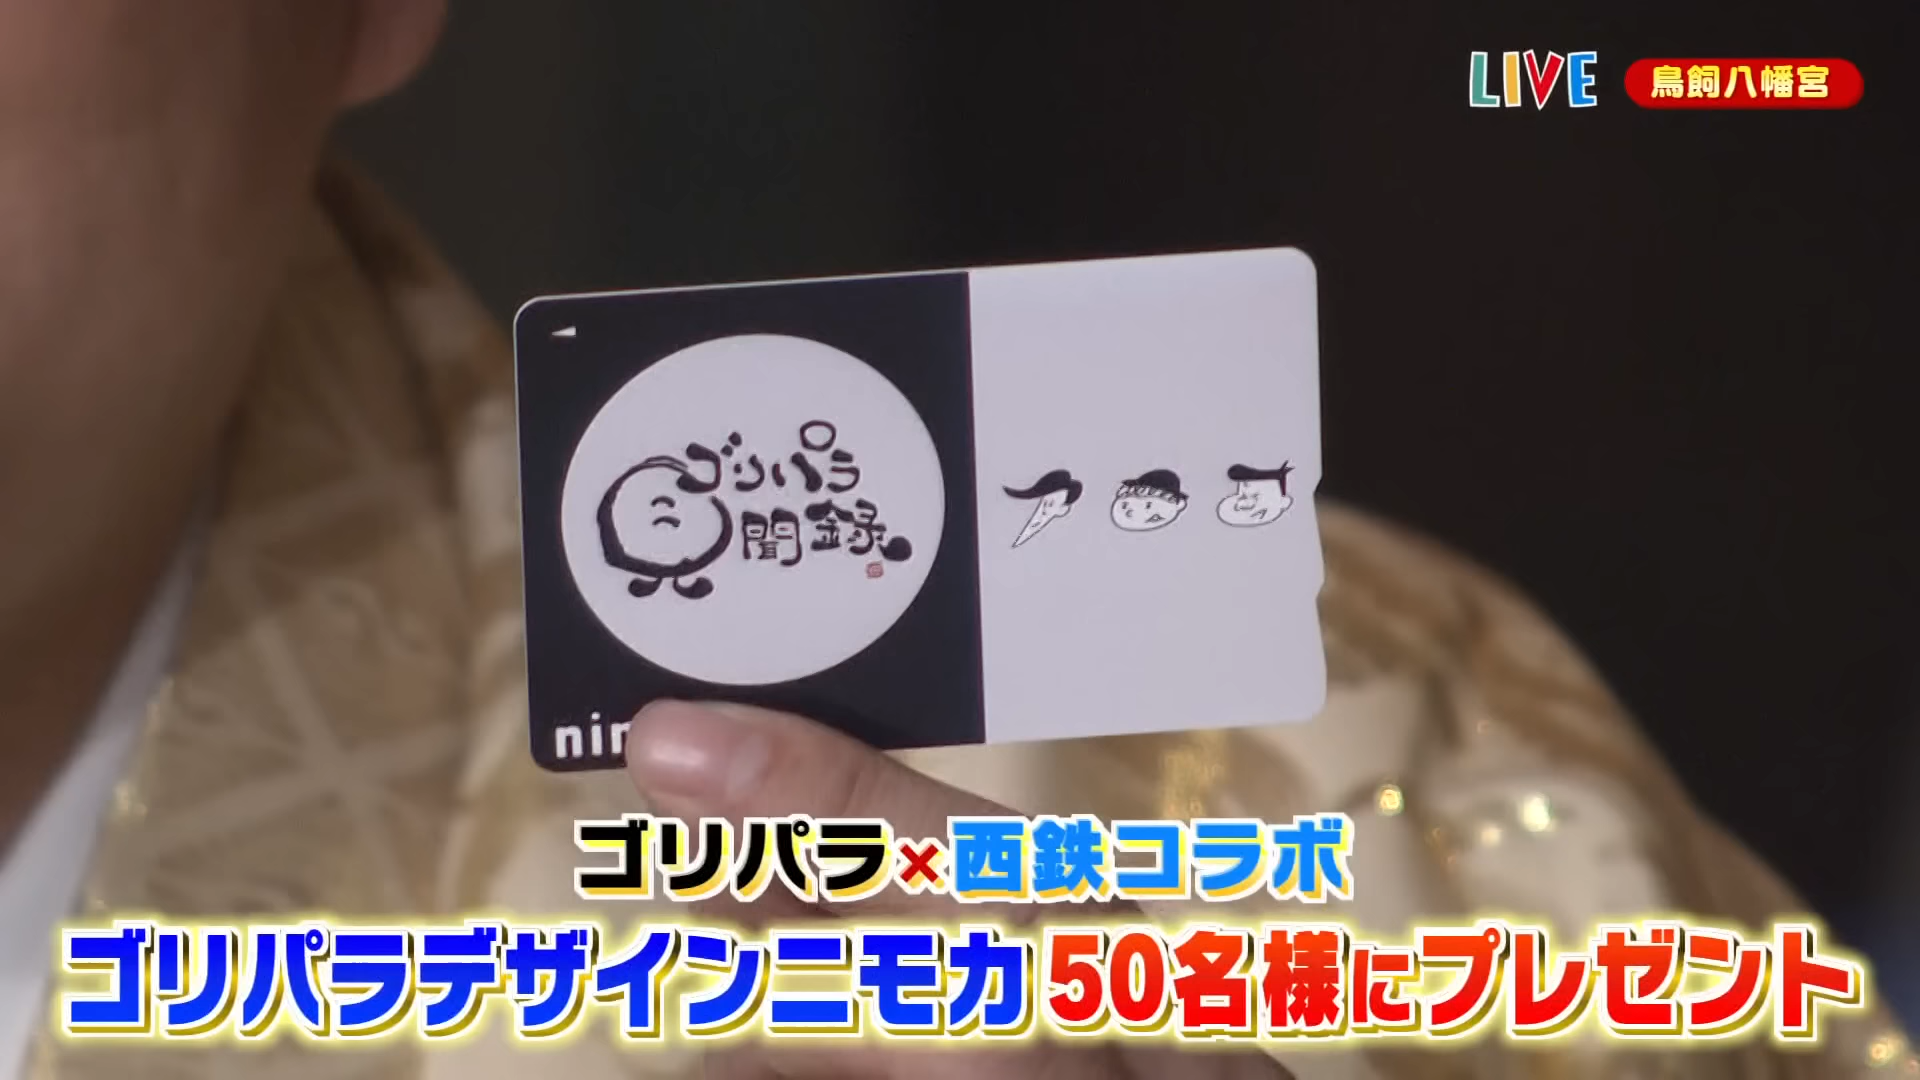 LIVE 鳥飼八幡宮
ゴリパラ
見聞録
ゴリパラ×西鉄コラボ
ゴリパラデザインニモカ 50名様にプレゼント